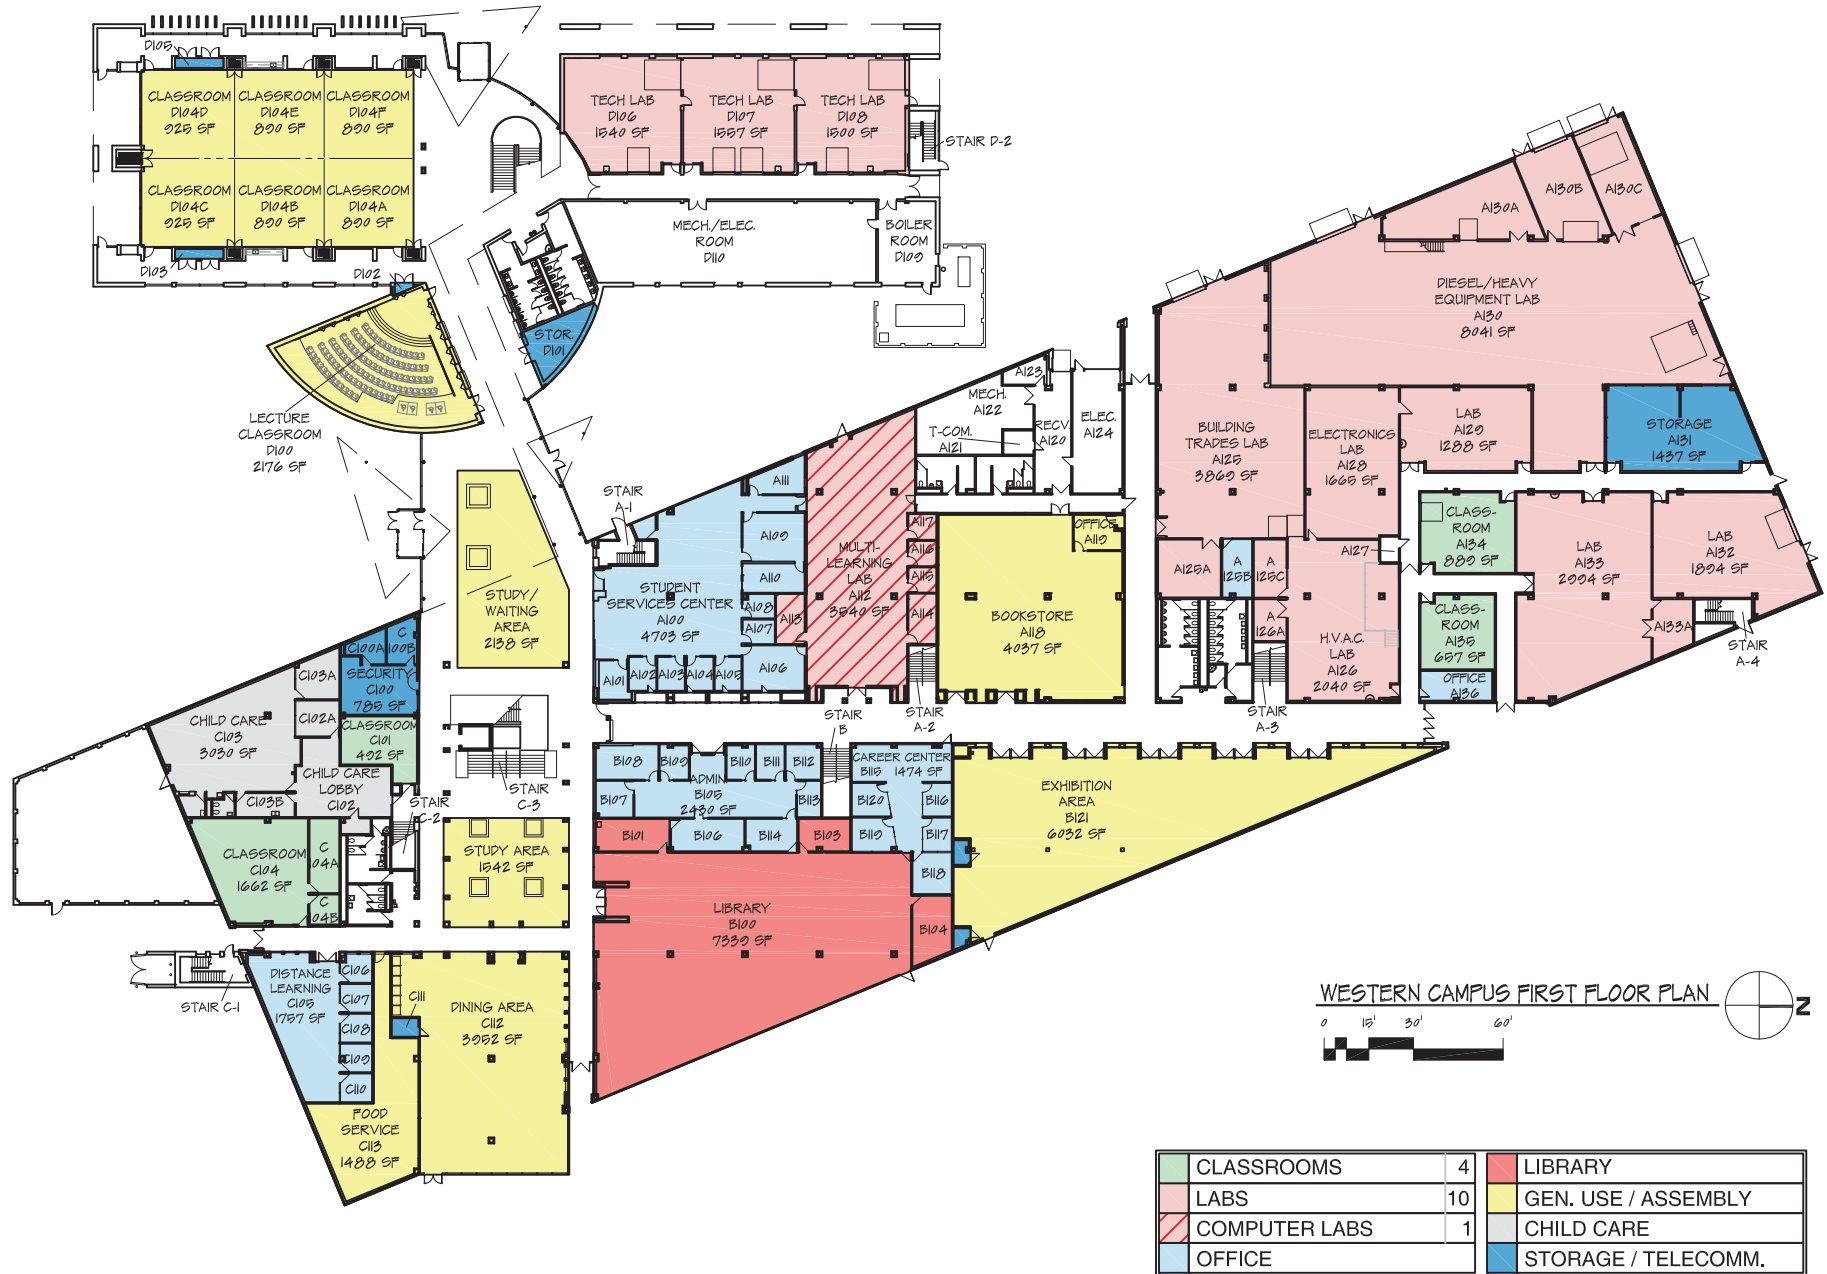 D105
CLASSROOM
D104D
925 SF
CLASSROOM
D104E
890 SF
CLASSROOM
D104F
890 SF
CLASSROOM
D104C
925 SF
CLASSROOM
D104B
890 SF
CLASSROOM
D104A
890 SF
D103
D102
TECH LAB
D106
1540 SF
TECH LAB
D107
1557 SF
TECH LAB
D108
1500 SF
STAIR D-2
MECH./ELEC.
ROOM
D110
BOILER
ROOM
D109
STOR.
D101
LECTURE
CLASSROOM
D100
2176 SF
A130A
A130B
A130C
DIESEL/HEAVY
EQUIPMENT LAB
A130
8041 SF
BUILDING
TRADES LAB
A125
3869 SF
ELECTRONICS
LAB
A128
1665 SF
LAB
A129
1288 SF
STORAGE
A131
1437 SF
A123
MECH.
A122
T-COM.
A121
RECV.
A120
ELEC.
A124
STAIR
A-1
A111
A109
A110
A108
A107
A106
A101
A102
A103
A104
A105
STUDENT
SERVICES CENTER
A100
4703 SF
MULTI-
LEARNING
LAB
A112
3540 SF
A113
A117
A116
A115
A114
OFFICE
A119
BOOKSTORE
A118
4037 SF
A125A
A
125B
A
125C
A
126A
A127
H.V.A.C.
LAB
A126
2040 SF
CLASS-
ROOM
A134
889 SF
CLASS-
ROOM
A135
657 SF
OFFICE
A136
LAB
A133
2994 SF
LAB
A132
1894 SF
A133A
STAIR
A-4
STAIR
A-3
STAIR
A-2
STAIR
B
STUDY/
WAITING
AREA
2138 SF
C100A
C
100B
SECURITY
C100
785 SF
CLASSROOM
C101
492 SF
C103A
C102A
CHILD CARE
C103
3030 SF
CHILD CARE
LOBBY
C102
C103B
STAIR
C-2
STAIR
C-3
CLASSROOM
C104
1662 SF
C
104A
C
104B
STUDY AREA
1542 SF
B108
B109
B110
B111
B112
ADMIN
B105
2430 SF
B107
B113
B101
B106
B114
B103
CAREER CENTER
B115 1474 SF
B120
B116
B119
B117
B118
B104
LIBRARY
B100
7339 SF
EXHIBITION
AREA
B121
6032 SF
STAIR C-1
DISTANCE
LEARNING
C105
1757 SF
C106
C107
C108
C109
C110
C111
DINING AREA
C112
3952 SF
FOOD
SERVICE
C113
1488 SF
WESTERN CAMPUS FIRST FLOOR PLAN
N
0 15' 30' 60'
CLASSROOMS 4
LABS 10
COMPUTER LABS 1
OFFICE
LIBRARY
GEN. USE / ASSEMBLY
CHILD CARE
STORAGE / TELECOMM.